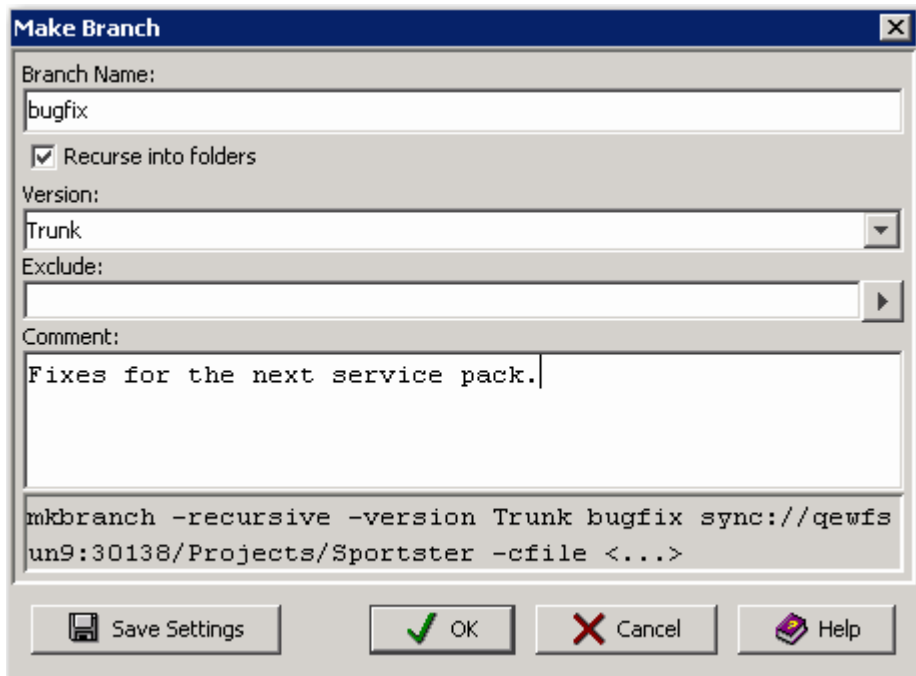 Make Branch
Branch Name:
bugfix
Recurse into folders
Version:
Trunk
Exclude:
Comment:
Fixes for the next service pack.
mkbranch -recursive -version Trunk bugfix sync://qewfs
un9:30138/Projects/Sportster -cfile <...>
Save Settings
OK
Cancel
Help